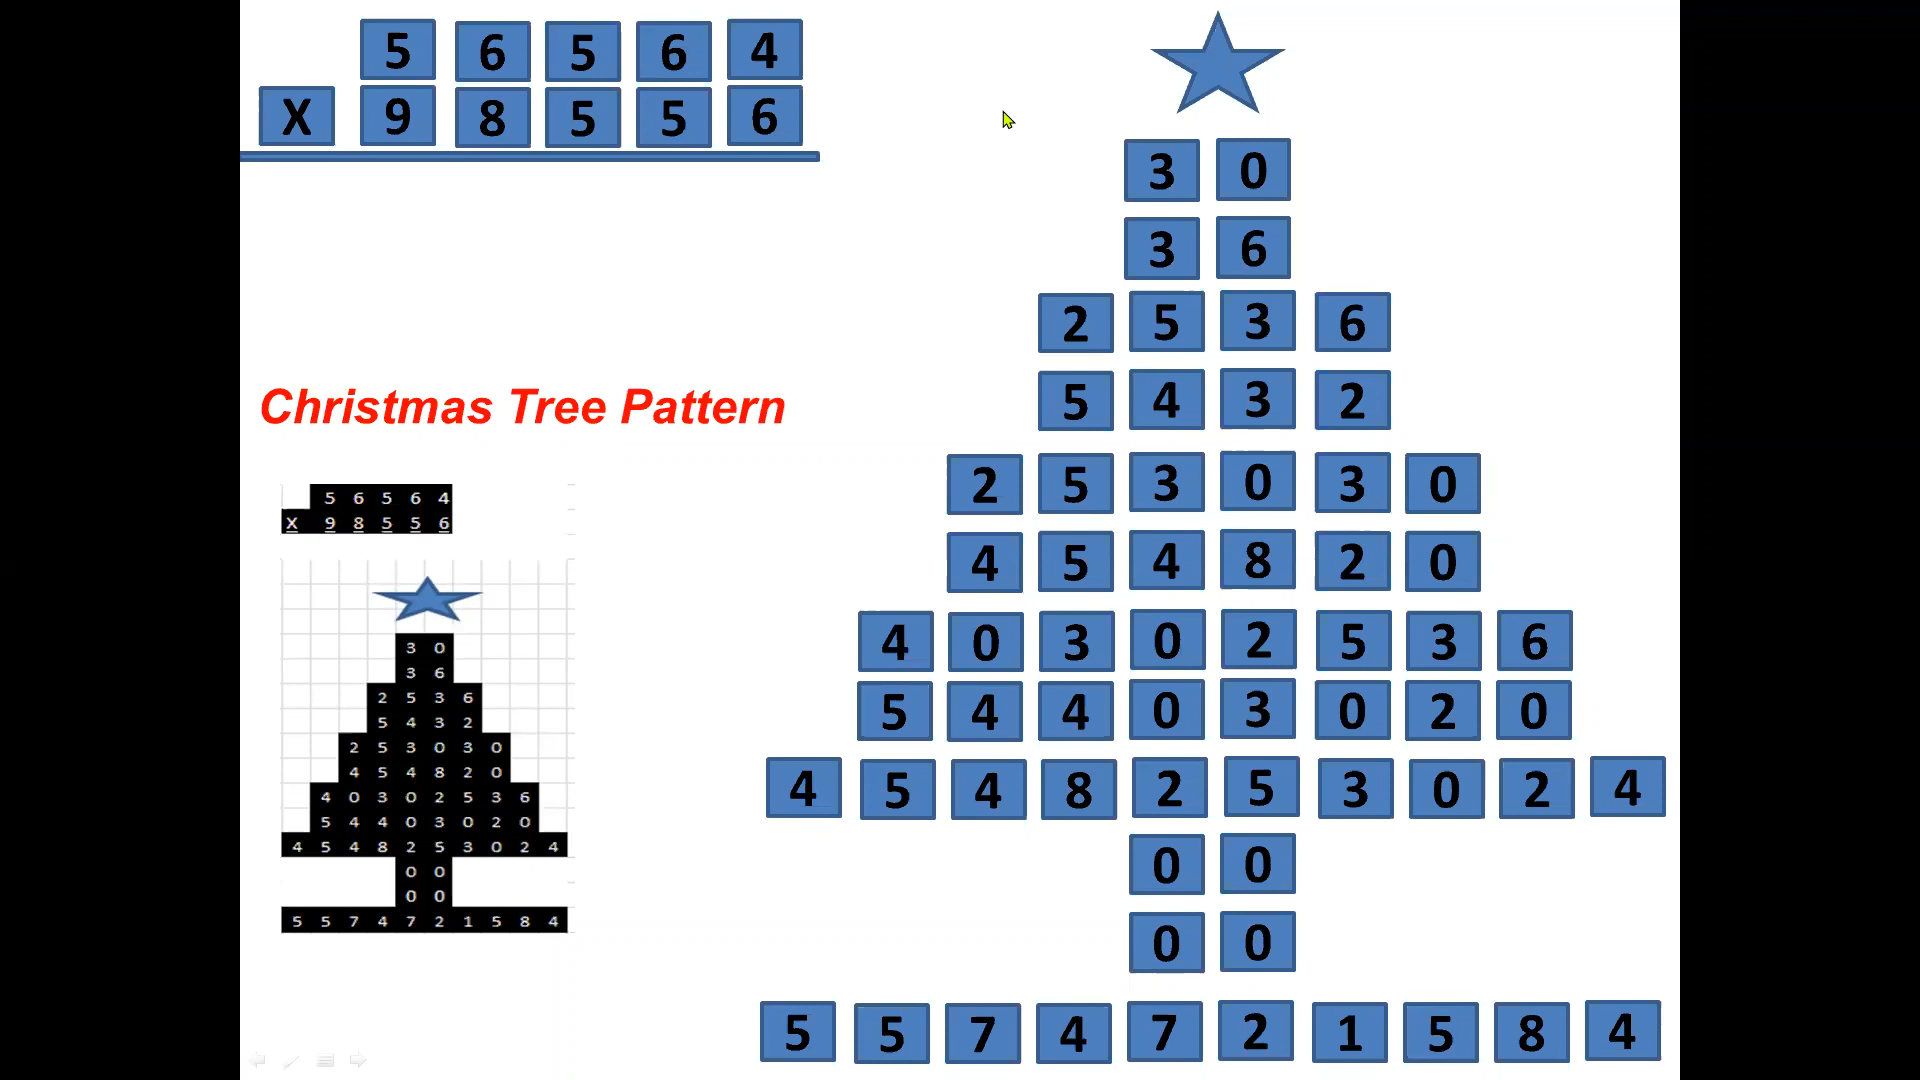 5 6 5 6 4
X 9 8 5 5 6
3 0
3 6
2 5 3 6
5 4 3 2
2 5 3 0 3 0
4 5 4 8 2 0
4 0 3 0 2 5 3 6
5 4 4 0 3 0 2 0
4 5 4 8 2 5 3 0 2 4
0 0
0 0
5 5 7 4 7 2 1 5 8 4
Christmas Tree Pattern
5 6 5 6 4
X 9 8 5 5 6
3 0
3 6
2 5 3 6
5 4 3 2
2 5 3 0 3 0
4 5 4 8 2 0
4 0 3 0 2 5 3 6
5 4 4 0 3 0 2 0
4 5 4 8 2 5 3 0 2 4
0 0
0 0
5 5 7 4 7 2 1 5 8 4